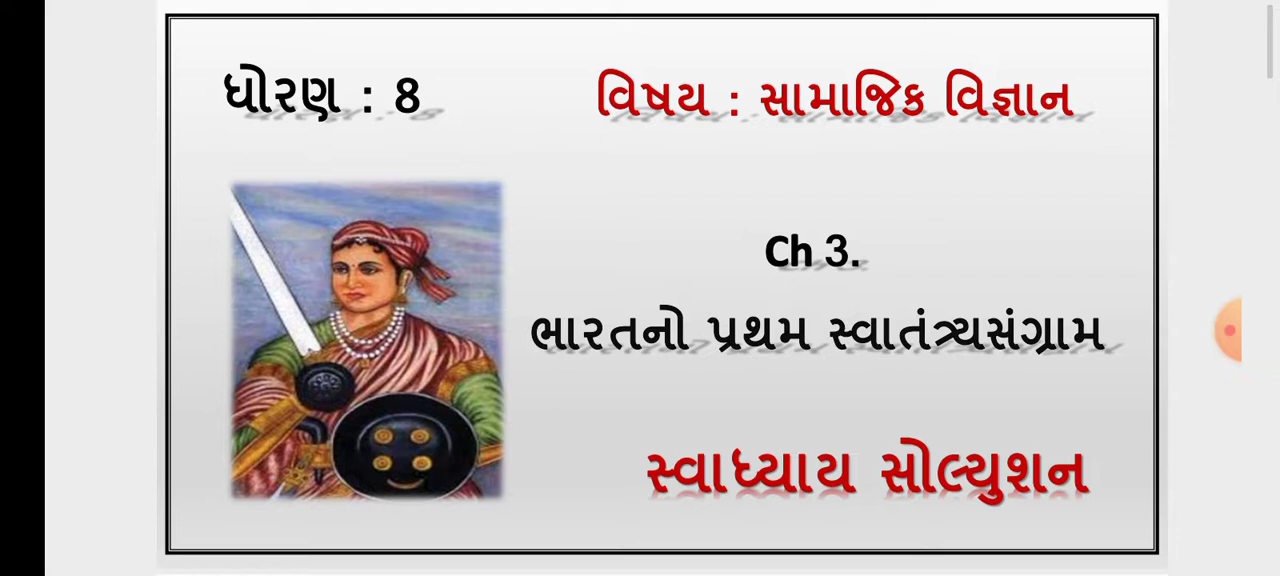 ધોરણ : 8
વિષય : સામાજિક વિજ્ઞાન
Ch 3.
ભારતનો પ્રથમ સ્વાતંત્ર્યસંગ્રામ
સ્વાધ્યાય સોલ્યુશન